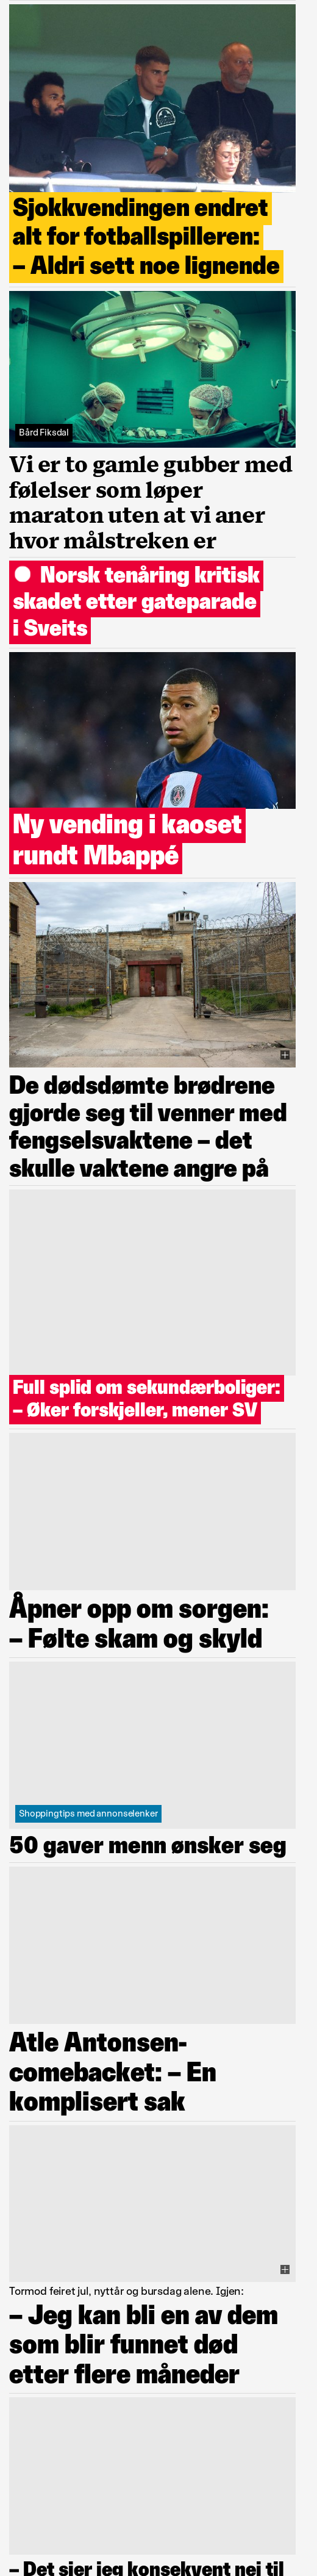 Sjokkvendingen endret
alt for fotballspilleren:
– Aldri sett noe lignende
Bård Fiksdal
Vi er to gamle gubber med
følelser som løper
maraton uten at vi aner
hvor målstreken er
Norsk tenåring kritisk
skadet etter gateparade
i Sveits
Ny vending i kaoset
rundt Mbappé
De dødsdømte brødrene
gjorde seg til venner med
fengselsvaktene – det
skulle vaktene angre på
Full splid om sekundærboliger:
– Øker forskjeller, mener SV
Åpner opp om sorgen:
– Følte skam og skyld
Shoppingtips med annonselenker
50 gaver menn ønsker seg
Atle Antonsen-
comebacket: – En
komplisert sak
Tormod feiret jul, nyttår og bursdag alene. Igjen:
– Jeg kan bli en av dem
som blir funnet død
etter flere måneder
– Det sier jeg konsekvent nei til